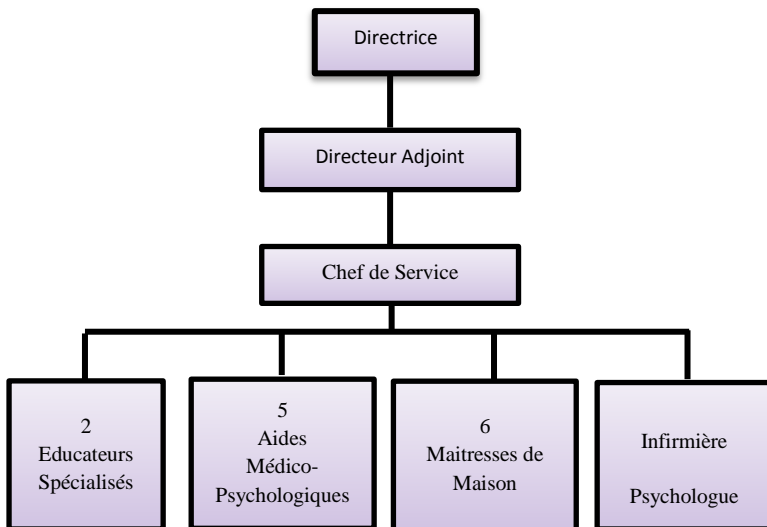 Directrice
Directeur Adjoint
Chef de Service
2
Educateurs
Spécialisés
5
Aides
Médico-
Psychologiques
6
Maitresses de
Maison
Infirmière
Psychologue